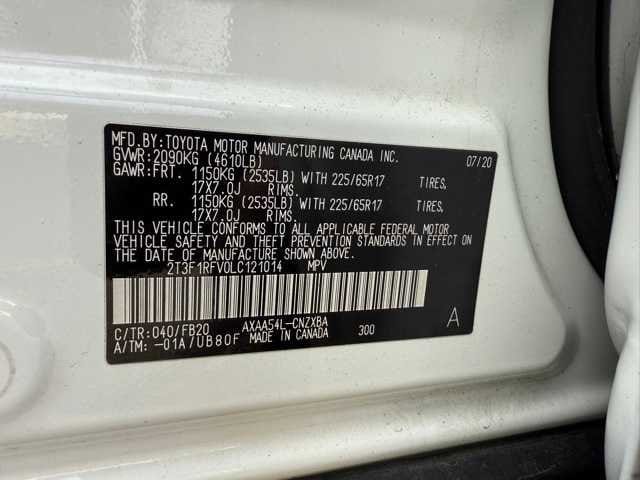 MFD.BY:TOYOTA MOTOR MANUFACTURING CANADA INC. 07/20
GVWR:2090KG (4610LB)
GAWR:FRT. 1150KG (2535LB) WITH 225/65R17 TIRES,
17X7.0J RIMS.
RR. 1150KG (2535LB) WITH 225/65R17 TIRES,
17X7.0J RIMS.
THIS VEHICLE CONFORMS TO ALL APPLICABLE FEDERAL MOTOR
VEHICLE SAFETY AND THEFT PREVENTION STANDARDS IN EFFECT ON
THE DATE OF MANUFACTURE SHOWN ABOVE.
2T3F1RFV0LC121014 MPV
C/TR:040/FB20 AXAA54L-CNZXBA 300 A
A/TM: -01A/UB80F MADE IN CANADA